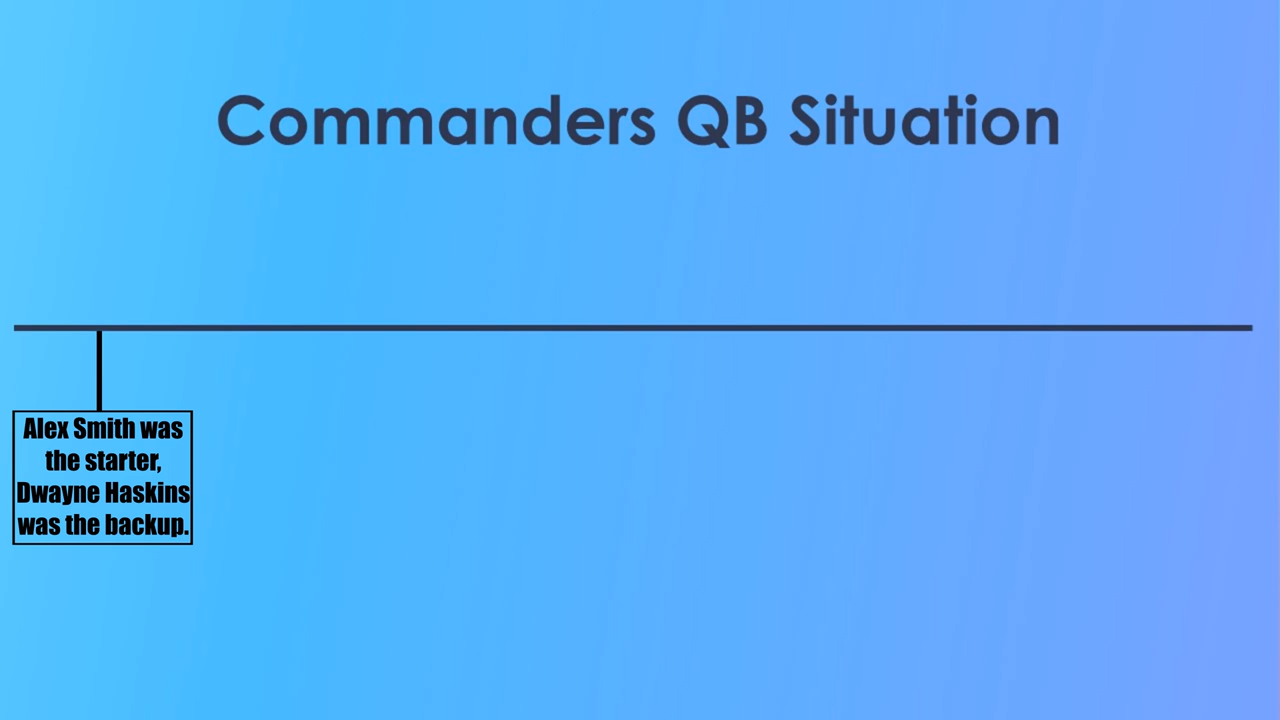 Commanders QB Situation
Alex Smith was
the starter,
Dwayne Haskins
was the backup.